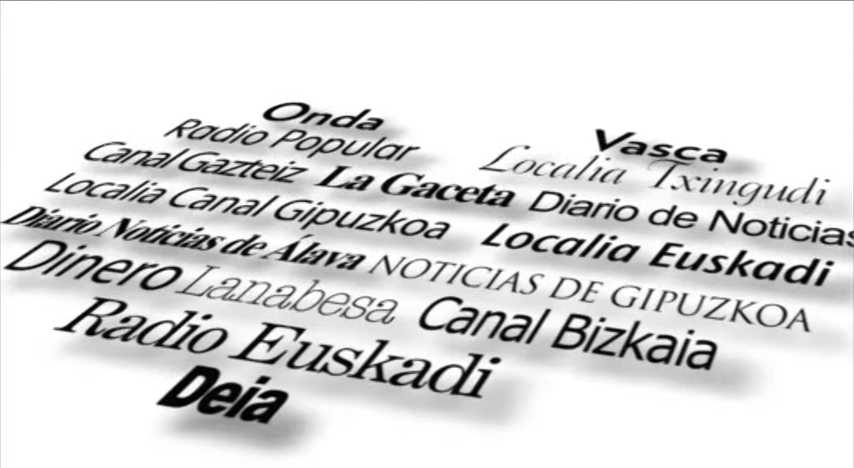 Onda Vasca
Radio Popular Localia Txingudi
Canal Gazteiz La Gaceta Diario de Noticias
Localia Canal Gipuzkoa Localia Euskadi
Diario Noticias de Álava NOTICIAS DE GIPUZKOA
Dinero Lanabesa Canal Bizkaia
Radio Euskadi
Deia